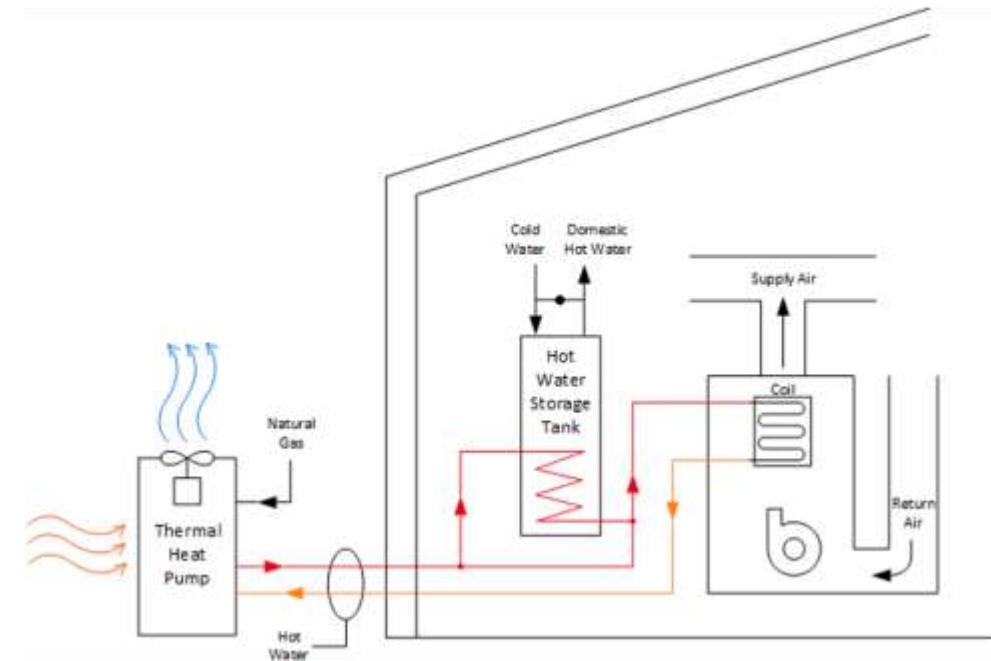 Cold
Water
Domestic
Hot Water
Supply Air
Hot
Water
Storage
Tank
Coil
Natural
Gas
Return
Air
Thermal
Heat
Pump
Hot
Water